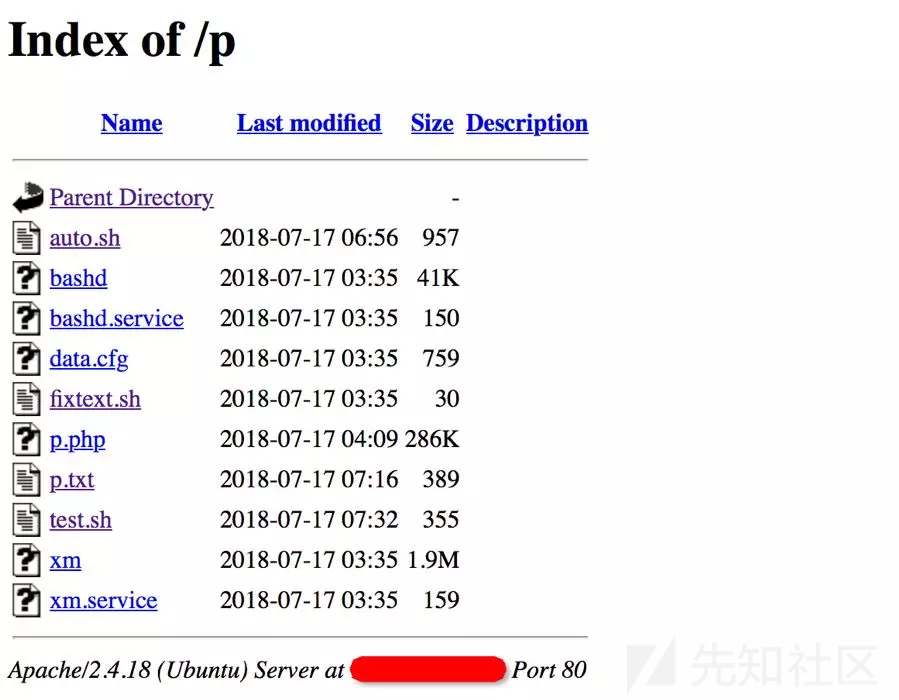 Index of /p
Name Last modified Size Description
Parent Directory -
auto.sh 2018-07-17 06:56 957
bashd 2018-07-17 03:35 41K
bashd.service 2018-07-17 03:35 150
data.cfg 2018-07-17 03:35 759
fixtext.sh 2018-07-17 03:35 30
p.php 2018-07-17 04:09 286K
p.txt 2018-07-17 07:16 389
test.sh 2018-07-17 07:32 355
xm 2018-07-17 03:35 1.9M
xm.service 2018-07-17 03:35 159
Apache/2.4.18 (Ubuntu) Server at Port 80
先知社区